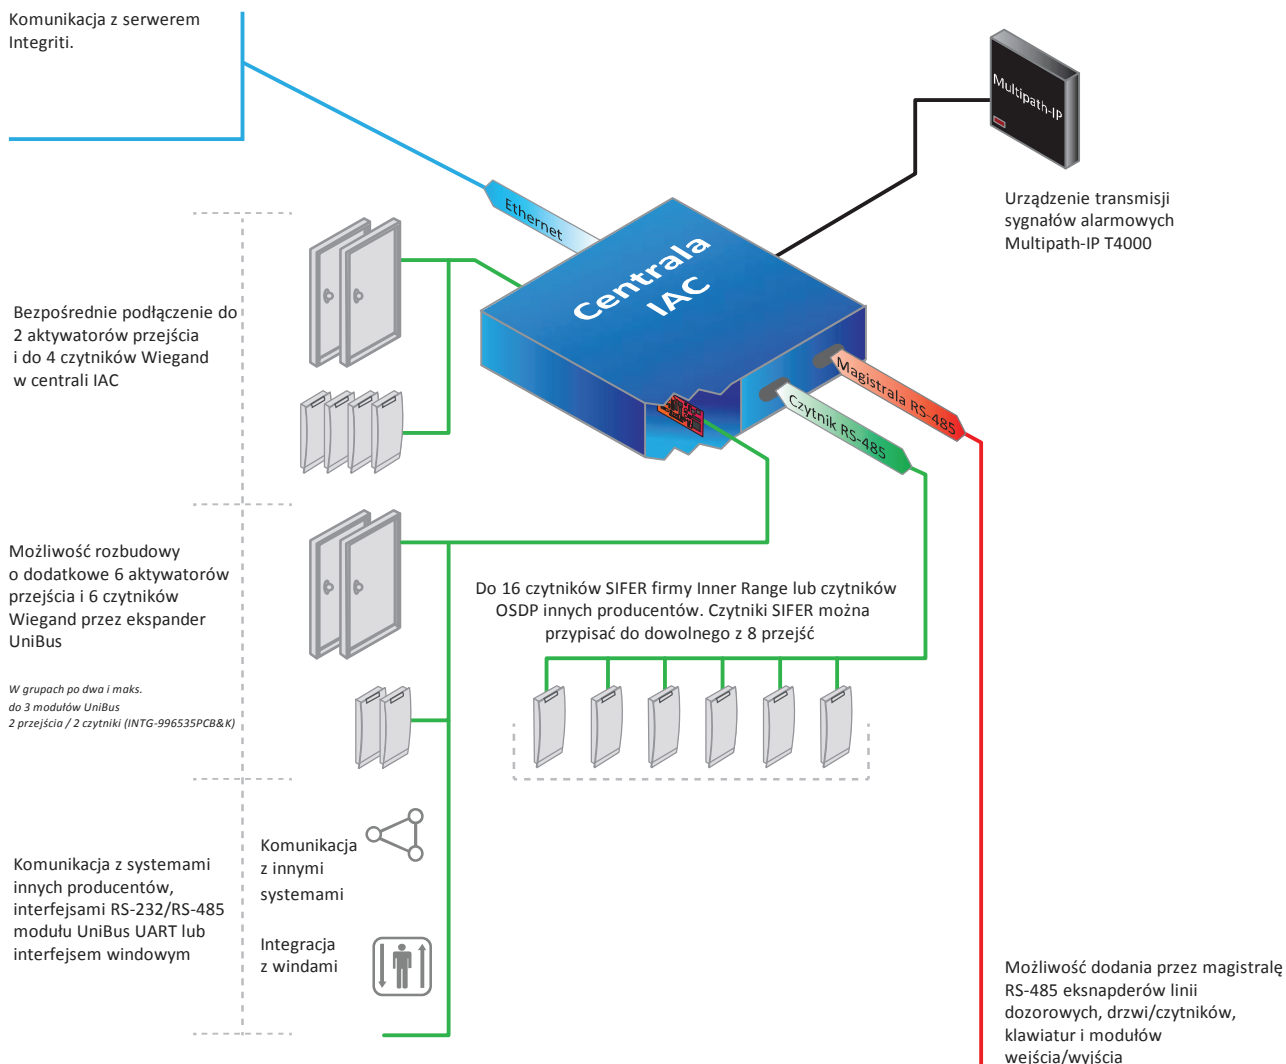 Komunikacja z serwerem
Integriti.
Multipath-IP
Urządzenie transmisji
sygnałów alarmowych
Multipath-IP T4000
Ethernet
Centrala
IAC
Bezpośrednie podłączenie do
2 aktywatorów przejścia
i do 4 czytników Wiegand
w centrali IAC
Magistrala RS-485
Czytnik RS-485
Możliwość rozbudowy
o dodatkowe 6 aktywatorów
przejścia i 6 czytników
Wiegand przez ekspander
UniBus
W grupach po dwa i maks.
do 3 modułów UniBus
2 przejścia / 2 czytniki (INTG-996535PCB&K)
Do 16 czytników SIFER firmy Inner Range lub czytników
OSDP innych producentów. Czytniki SIFER można
przypisać do dowolnego z 8 przejść
Komunikacja z systemami
innych producentów,
interfejsami RS-232/RS-485
modułu UniBus UART lub
interfejsem windowym
Komunikacja
z innymi
systemami
Integracja
z windami
Możliwość dodania przez magistralę
RS-485 eksnapderów linii
dozorowych, drzwi/czytników,
klawiatur i modułów
wejścia/wyjścia